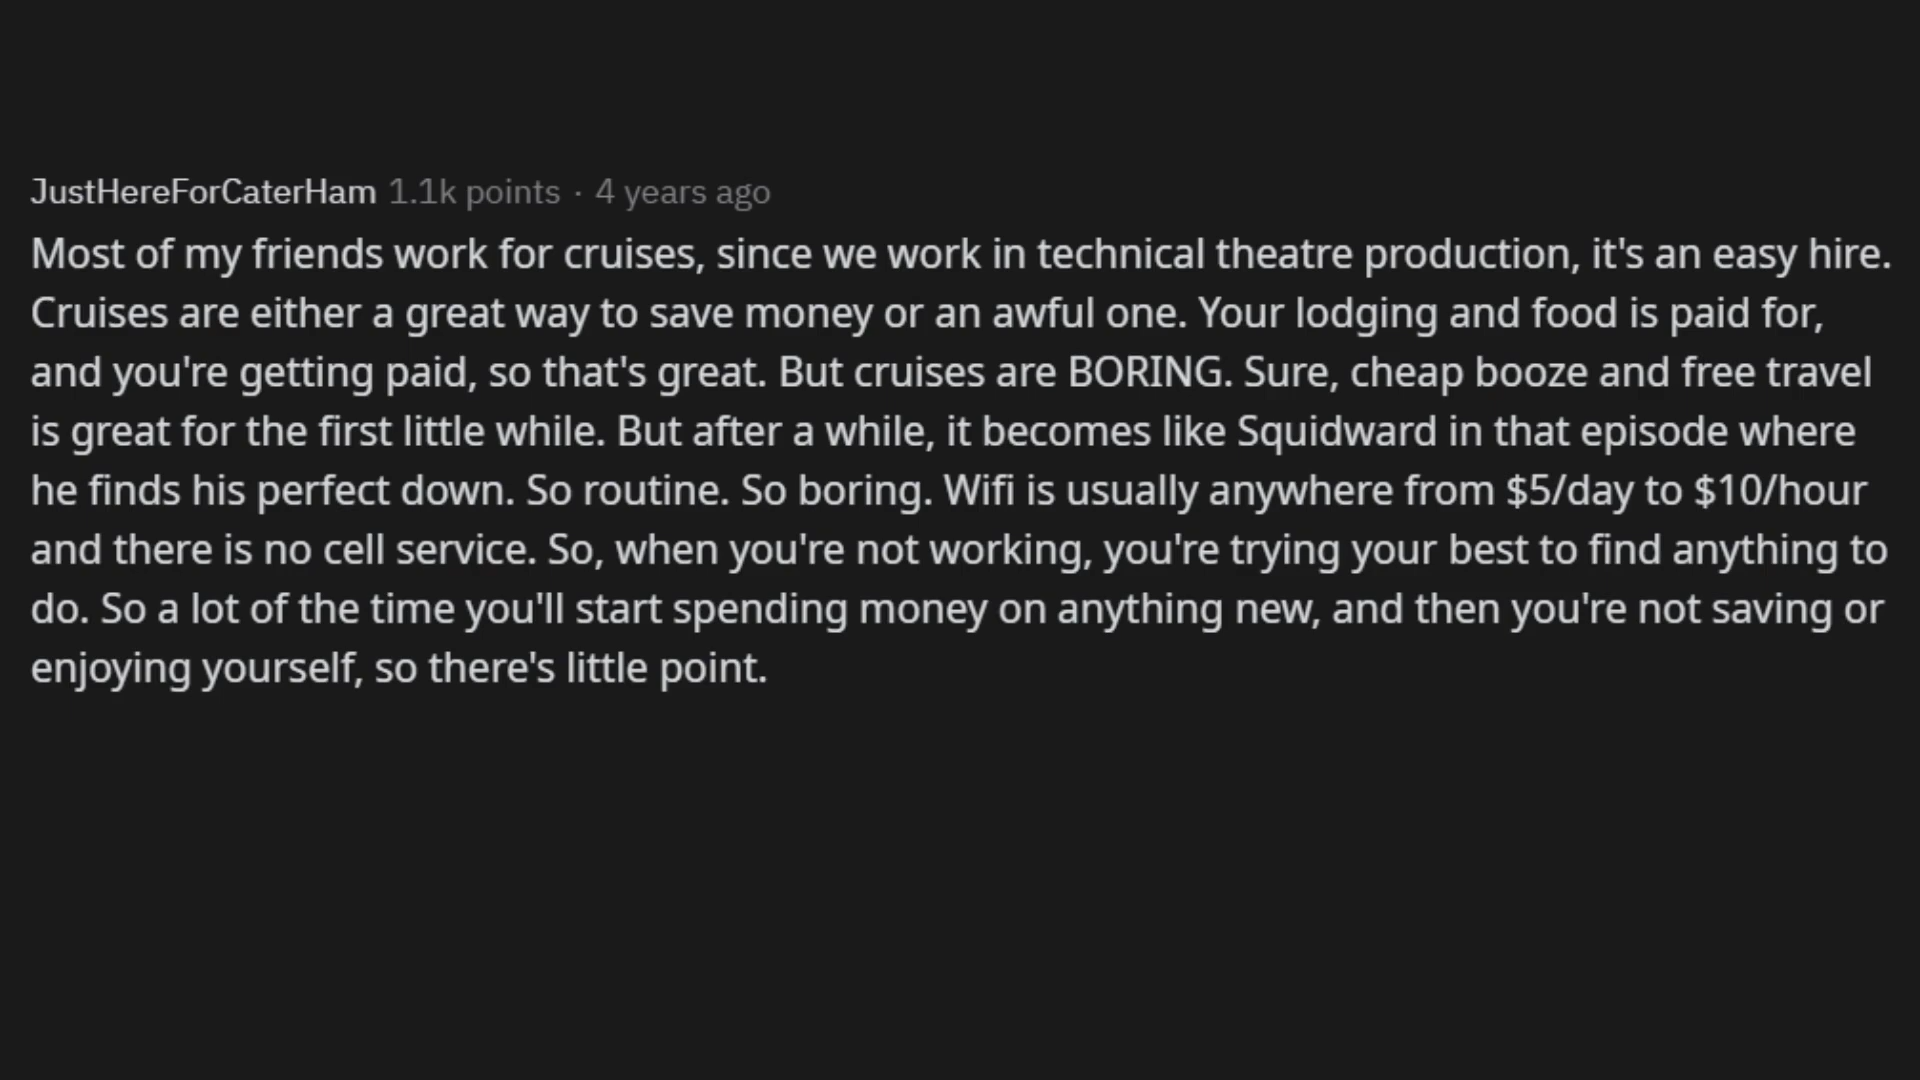 JustHereForCaterHam 1.1k points · 4 years ago
Most of my friends work for cruises, since we work in technical theatre production, it's an easy hire.
Cruises are either a great way to save money or an awful one. Your lodging and food is paid for,
and you're getting paid, so that's great. But cruises are BORING. Sure, cheap booze and free travel
is great for the first little while. But after a while, it becomes like Squidward in that episode where
he finds his perfect down. So routine. So boring. Wifi is usually anywhere from $5/day to $10/hour
and there is no cell service. So, when you're not working, you're trying your best to find anything to
do. So a lot of the time you'll start spending money on anything new, and then you're not saving or
enjoying yourself, so there's little point.